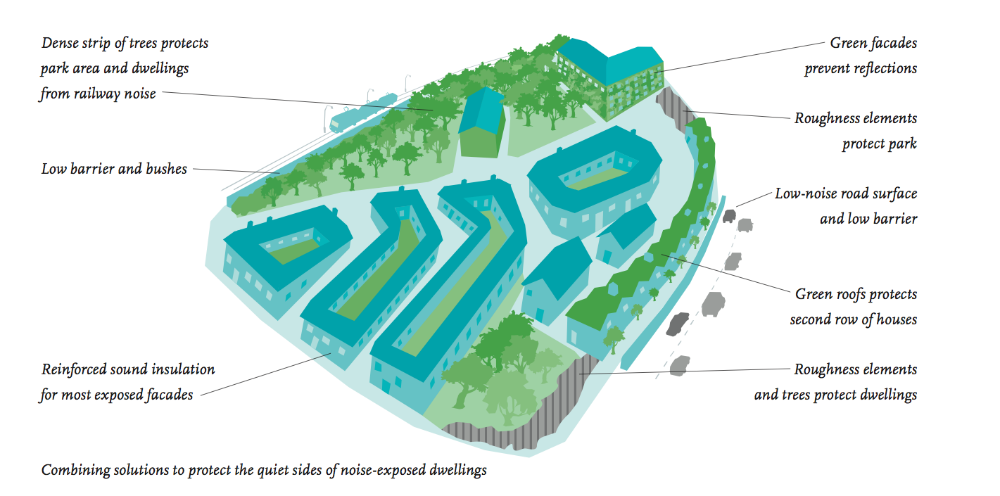 Dense strip of trees protects
park area and dwellings
from railway noise
Low barrier and bushes
Reinforced sound insulation
for most exposed facades
Green facades
prevent reflections
Roughness elements
protect park
Low-noise road surface
and low barrier
Green roofs protects
second row of houses
Roughness elements
and trees protect dwellings
Combining solutions to protect the quiet sides of noise-exposed dwellings